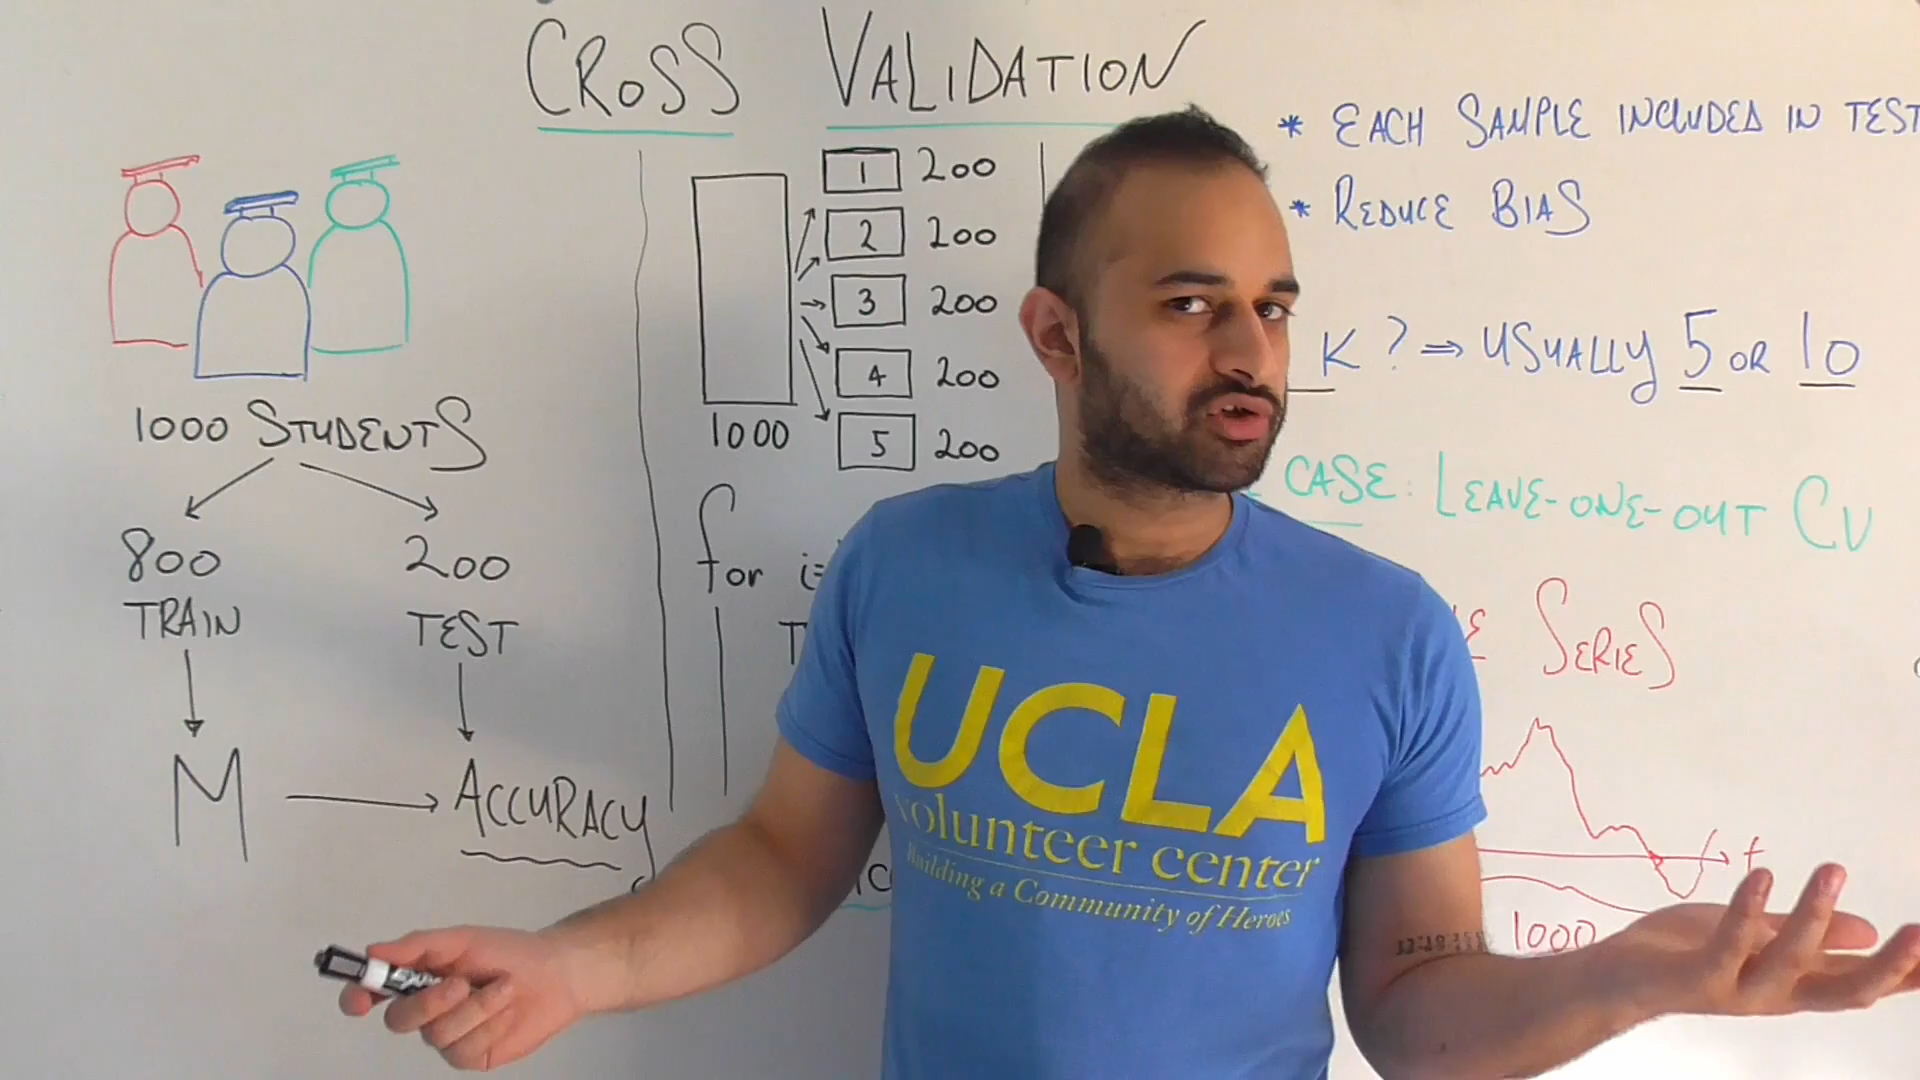 CROSS VALIDATION
1000 STUDENTS
800
TRAIN
200
TEST
M
ACCURACY
1000
1 200
2 200
3 200
4 200
5 200
for i=
* EACH SAMPLE INCLUDED IN TEST
* REDUCE BIAS
K? ⇒ USUALLY 5 OR 10
CASE: LEAVE-ONE-OUT CV
SERIES
t
1000
UCLA
volunteer center
Building a Community of Heroes